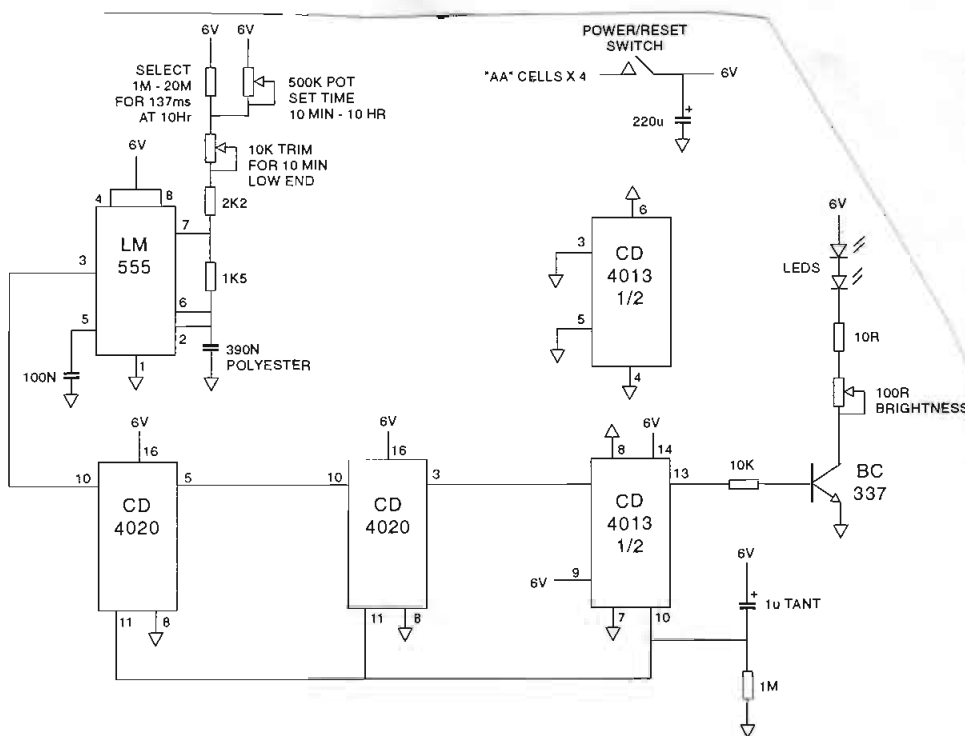 6V 6V
SELECT
1M - 20M
FOR 137ms
AT 10Hr
500K POT
SET TIME
10 MIN - 10 HR
10K TRIM
FOR 10 MIN
LOW END
6V
4 8
2K2
7
LM
555
3
1K5
6
5
2
390N
POLYESTER
100N
1
POWER/RESET
SWITCH
"AA" CELLS X 4
6V
+
220u
6
3
CD
4013
1/2
5
4
6V
LEDS
10R
100R
BRIGHTNESS
BC
337
6V
16
10
5
CD
4020
11
8
6V
16
10
3
CD
4020
11
8
6V
8
14
13
CD
4013
1/2
6V
9
7
10
10K
6V
+
1u TANT
1M